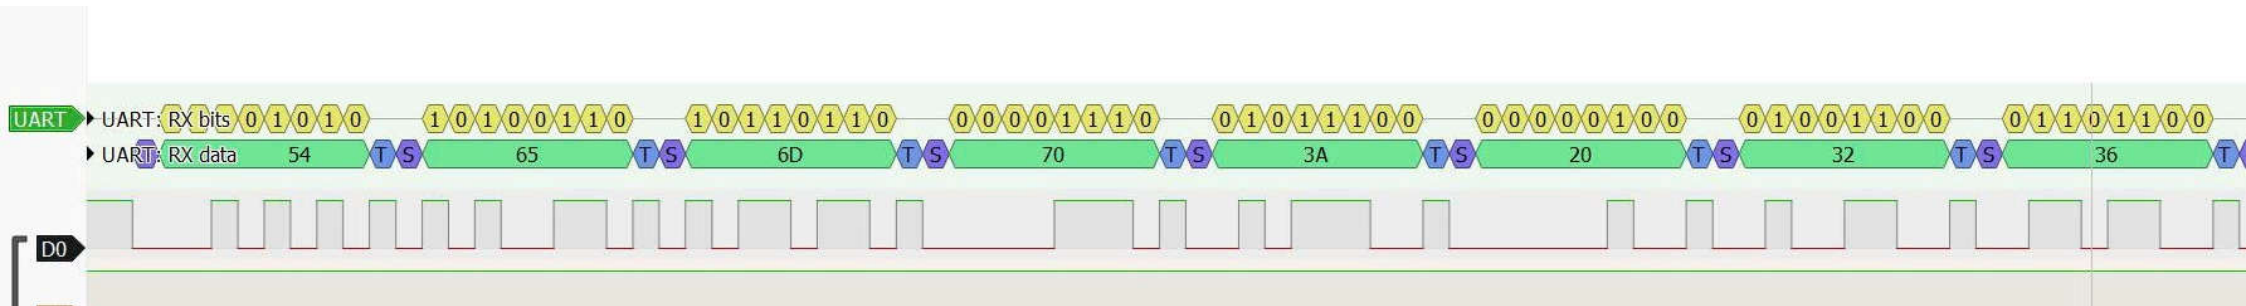 UART UART: RX bits 0 1 0 1 0 1 0 1 0 0 1 1 0 1 0 1 1 0 1 1 0 0 0 0 0 1 1 1 0 0 1 0 1 1 1 0 0 0 0 0 0 0 1 0 0 0 1 0 0 1 1 0 0 0 1 1 0 1 1 0 0
UART: RX data 54 T S 65 T S 6D T S 70 T S 3A T S 20 T S 32 T S 36 T
D0